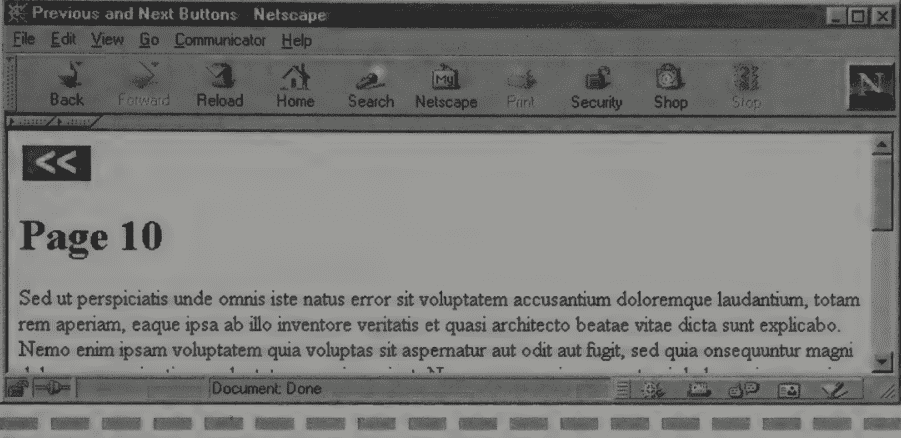 Previous and Next Buttons Netscape
File Edit View Go Communicator Help
My N
Back Forward Reload Home Search Netscape Print Security Shop Stop
<<
Page 10
Sed ut perspiciatis unde omnis iste natus error sit voluptatem accusantium doloremque laudantium, totam
rem aperiam, eaque ipsa ab illo inventore veritatis et quasi architecto beatae vitae dicta sunt explicabo.
Nemo enim ipsam voluptatem quia voluptas sit aspernatur aut odit aut fugit, sed quia onsequuntur magni
Document: Done